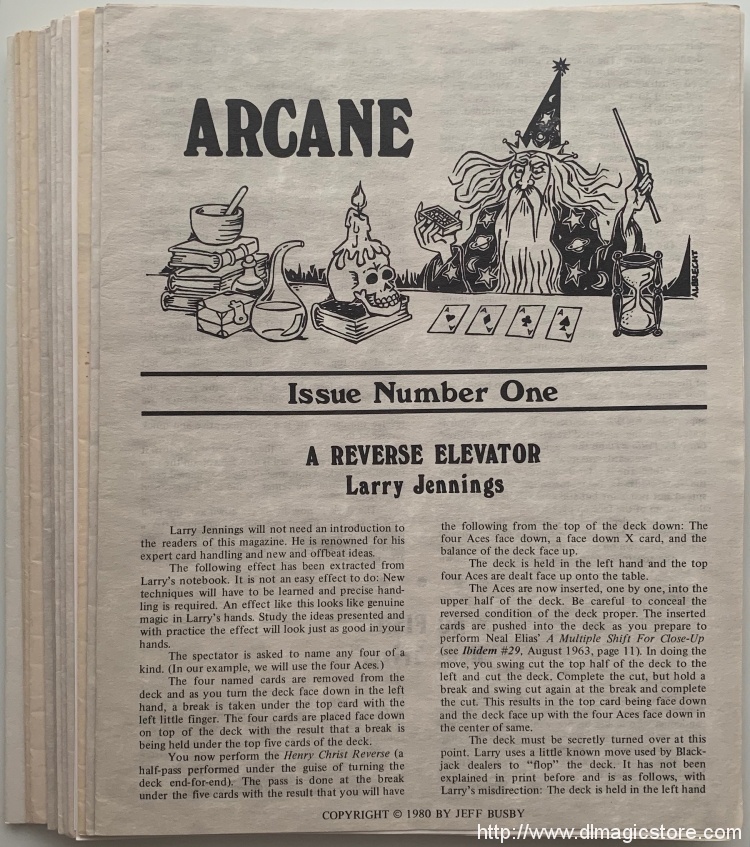 ARCANE
ALBRECHT
A
A
A
A
Issue Number One
A REVERSE ELEVATOR
Larry Jennings
Larry Jennings will not need an introduction to
the readers of this magazine. He is renowned for his
expert card handling and new and offbeat ideas.
The following effect has been extracted from
Larry's notebook. It is not an easy effect to do: New
techniques will have to be learned and precise hand-
ling is required. An effect like this looks like genuine
magic in Larry's hands. Study the ideas presented and
with practice the effect will look just as good in your
hands.
The spectator is asked to name any four of a
kind. (In our example, we will use the four Aces.)
The four named cards are removed from the
deck and as you turn the deck face down in the left
hand, a break is taken under the top card with the
left little finger. The four cards are placed face down
on top of the deck with the result that a break is
being held under the top five cards of the deck.
You now perform the Henry Christ Reverse (a
half-pass performed under the guise of turning the
deck end-for-end). The pass is done at the break
under the five cards with the result that you will have
the following from the top of the deck down: The
four Aces face down, a face down X card, and the
balance of the deck face up.
The deck is held in the left hand and the top
four Aces are dealt face up onto the table.
The Aces are now inserted, one by one, into the
upper half of the deck. Be careful to conceal the
reversed condition of the deck proper. The inserted
cards are pushed into the deck as you prepare to
perform Neal Elias' A Multiple Shift For Close-Up
(see Ibidem #29, August 1963, page 11). In doing the
move, you swing cut the top half of the deck to the
left and cut the deck. Complete the cut, but hold a
break and swing cut again at the break and complete
the cut. This results in the top card being face down
and the deck face up with the four Aces face down in
the center of same.
The deck must be secretly turned over at this
point. Larry uses a little known move used by Black-
jack dealers to "flop" the deck. It has not been
explained in print before and is as follows, with
Larry's misdirection: The deck is held in the left hand
COPYRIGHT © 1980 BY JEFF BUSBY
http://www.dlmagicstore.com